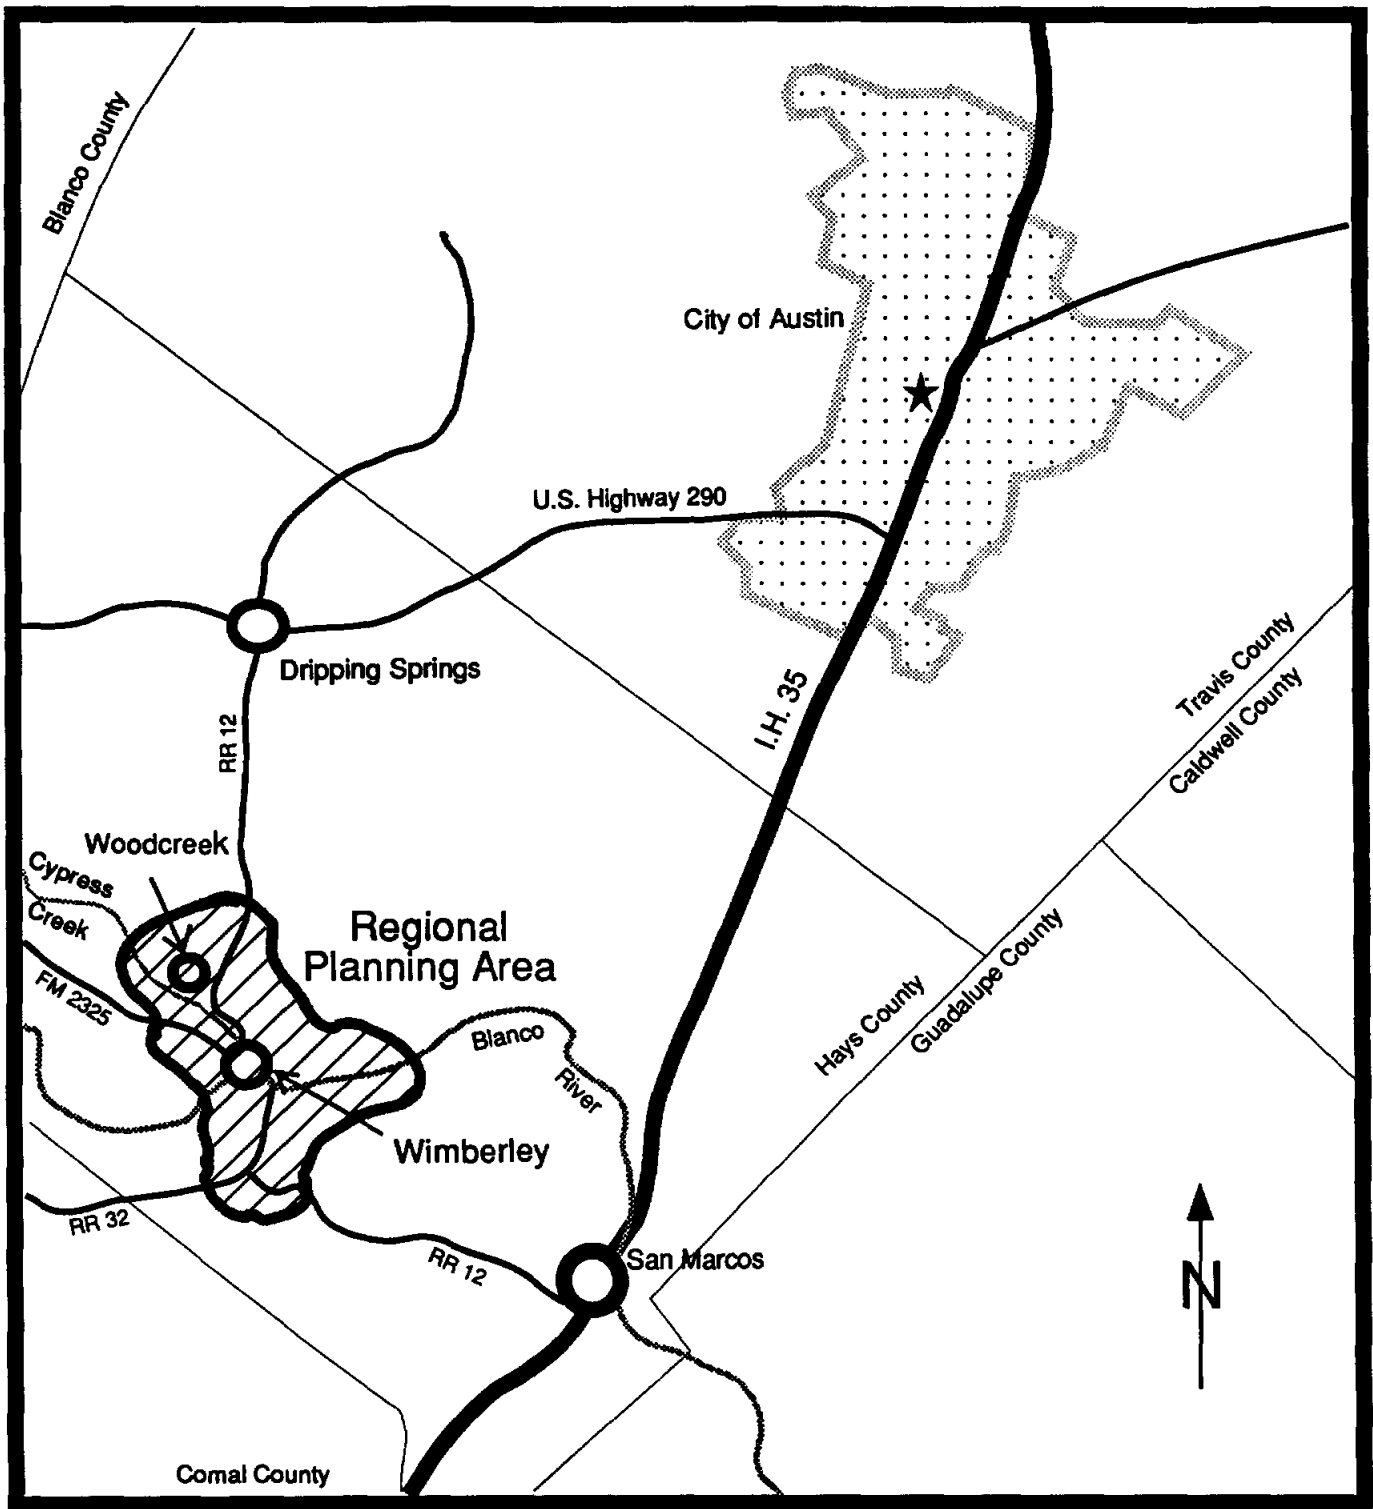 Blanco County
City of Austin
U.S. Highway 290
Dripping Springs
I.H. 35
Travis County
Caldwell County
RR 12
Woodcreek
Cypress
Creek
Regional
Planning Area
FM 2325
Blanco
River
Hays County
Guadalupe County
Wimberley
RR 32
RR 12
San Marcos
N
Comal County